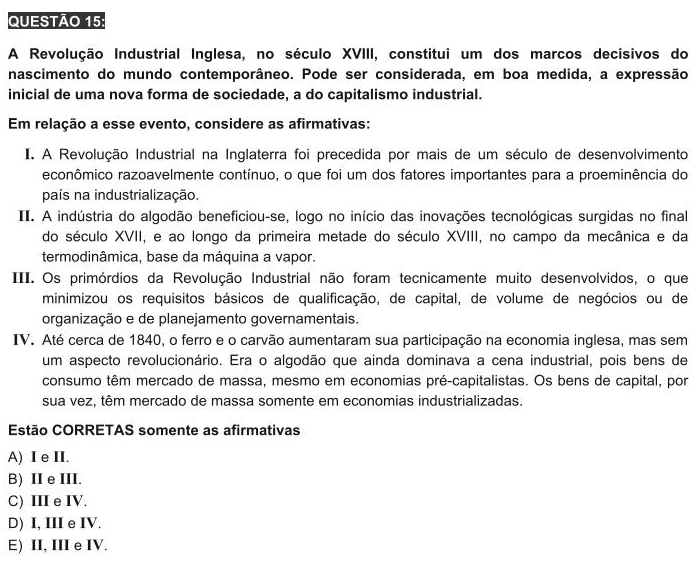 QUESTÃO 15:
A Revolução Industrial Inglesa, no século XVIII, constitui um dos marcos decisivos do
nascimento do mundo contemporâneo. Pode ser considerada, em boa medida, a expressão
inicial de uma nova forma de sociedade, a do capitalismo industrial.
Em relação a esse evento, considere as afirmativas:
I. A Revolução Industrial na Inglaterra foi precedida por mais de um século de desenvolvimento
econômico razoavelmente contínuo, o que foi um dos fatores importantes para a proeminência do
país na industrialização.
II. A indústria do algodão beneficiou-se, logo no início das inovações tecnológicas surgidas no final
do século XVII, e ao longo da primeira metade do século XVIII, no campo da mecânica e da
termodinâmica, base da máquina a vapor.
III. Os primórdios da Revolução Industrial não foram tecnicamente muito desenvolvidos, o que
minimizou os requisitos básicos de qualificação, de capital, de volume de negócios ou de
organização e de planejamento governamentais.
IV. Até cerca de 1840, o ferro e o carvão aumentaram sua participação na economia inglesa, mas sem
um aspecto revolucionário. Era o algodão que ainda dominava a cena industrial, pois bens de
consumo têm mercado de massa, mesmo em economias pré-capitalistas. Os bens de capital, por
sua vez, têm mercado de massa somente em economias industrializadas.
Estão CORRETAS somente as afirmativas
A) I e II.
B) II e III.
C) III e IV.
D) I, III e IV.
E) II, III e IV.